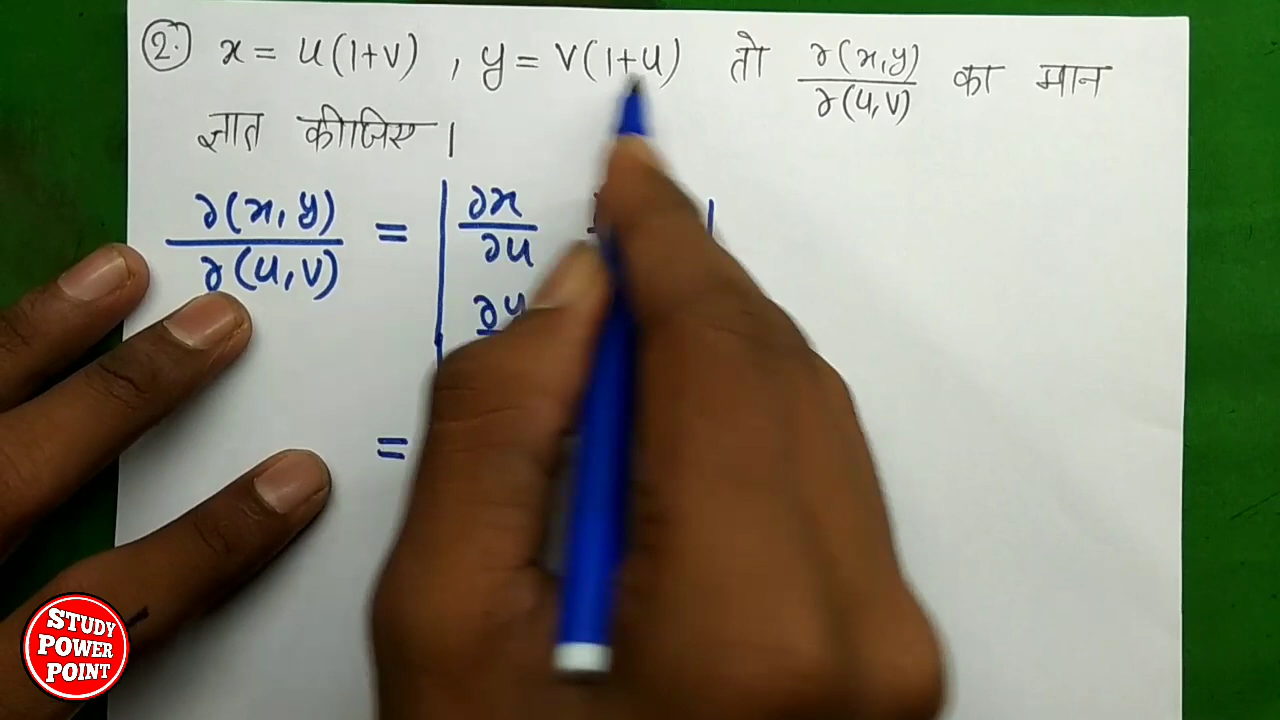 2. x = u(1+v) , y = v(1+u) तो ∂(x,y)/∂(u,v) का मान
ज्ञात कीजिए।
∂(x,y)/∂(u,v) = | ∂x/∂u |
∂y
=
STUDY
POWER
POINT